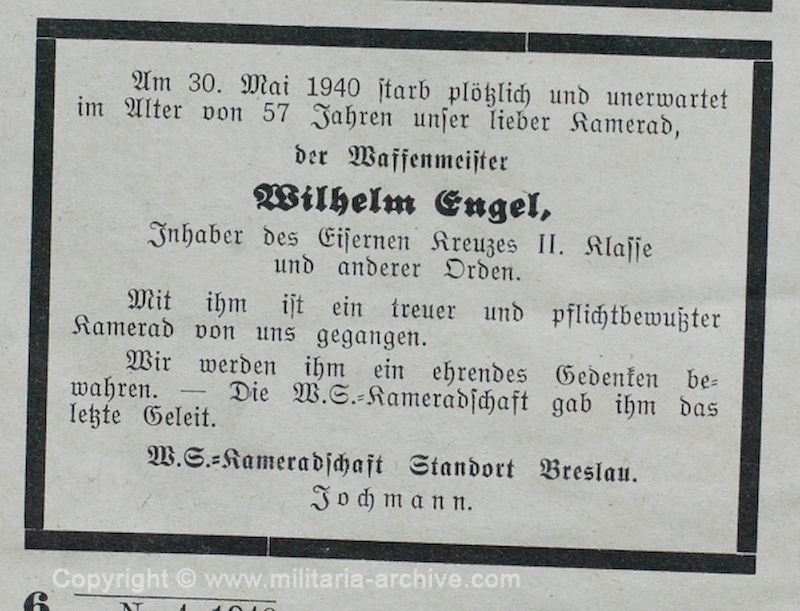 Am 30. Mai 1940 starb plötzlich und unerwartet
im Alter von 57 Jahren unser lieber Kamerad,
der Waffenmeister
Wilhelm Engel,
Inhaber des Eisernen Kreuzes II. Klasse
und anderer Orden.
Mit ihm ist ein treuer und pflichtbewußter
Kamerad von uns gegangen.
Wir werden ihm ein ehrendes Gedenken be-
wahren. — Die W.S.-Kameradschaft gab ihm das
letzte Geleit.
W.S.-Kameradschaft Standort Breslau.
Jochmann.
Copyright © www.militaria-archive.com
6